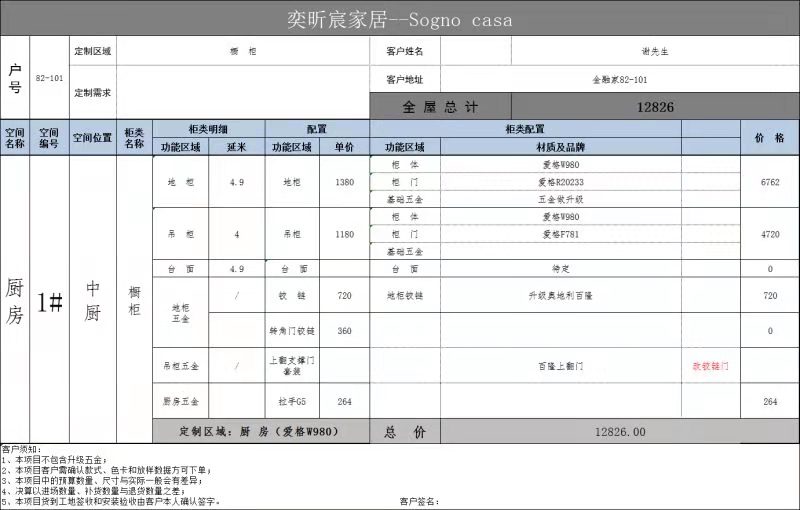 奕昕宸家居--Sogno casa
户号 82-101 定制区域 橱 柜 客户姓名 谢先生
定制需求 客户地址 金融家82-101
全 屋 总 计 12826
空间名称 空间编号 空间位置 柜类名称 柜类明细 配置 柜类配置 价 格
功能区域 延米 功能区域 单价 功能区域 材质及品牌
厨房 1# 中厨 橱柜
地 柜 4.9 地柜 1380 柜 体 爱格W980 6762
柜 门 爱格R20233
基础五金 五金做升级
吊 柜 4 吊柜 1180 柜 体 爱格W980 4720
柜 门 爱格F781
基础五金
台 面 4.9 台 面 台 面 待定 0
地柜五金 / 铰 链 720 地柜铰链 升级奥地利百隆 720
转角门铰链 360 0
吊柜五金 / 上翻支撑门套装 百隆上翻门 改铰链门
厨房五金 拉手G5 264 264
定制区域：厨 房（爱格W980） 总 价 12826.00
客户须知：
1、本项目不包含升级五金；
2、本项目客户需确认款式、色卡和放样数据方可下单；
3、本项目中的预算数量、尺寸与实际一般会有差异；
4、决算以进场数量、补货数量与退货数量之差；
5、本项目货到工地签收和安装验收由客户本人确认签字。 客户签名：